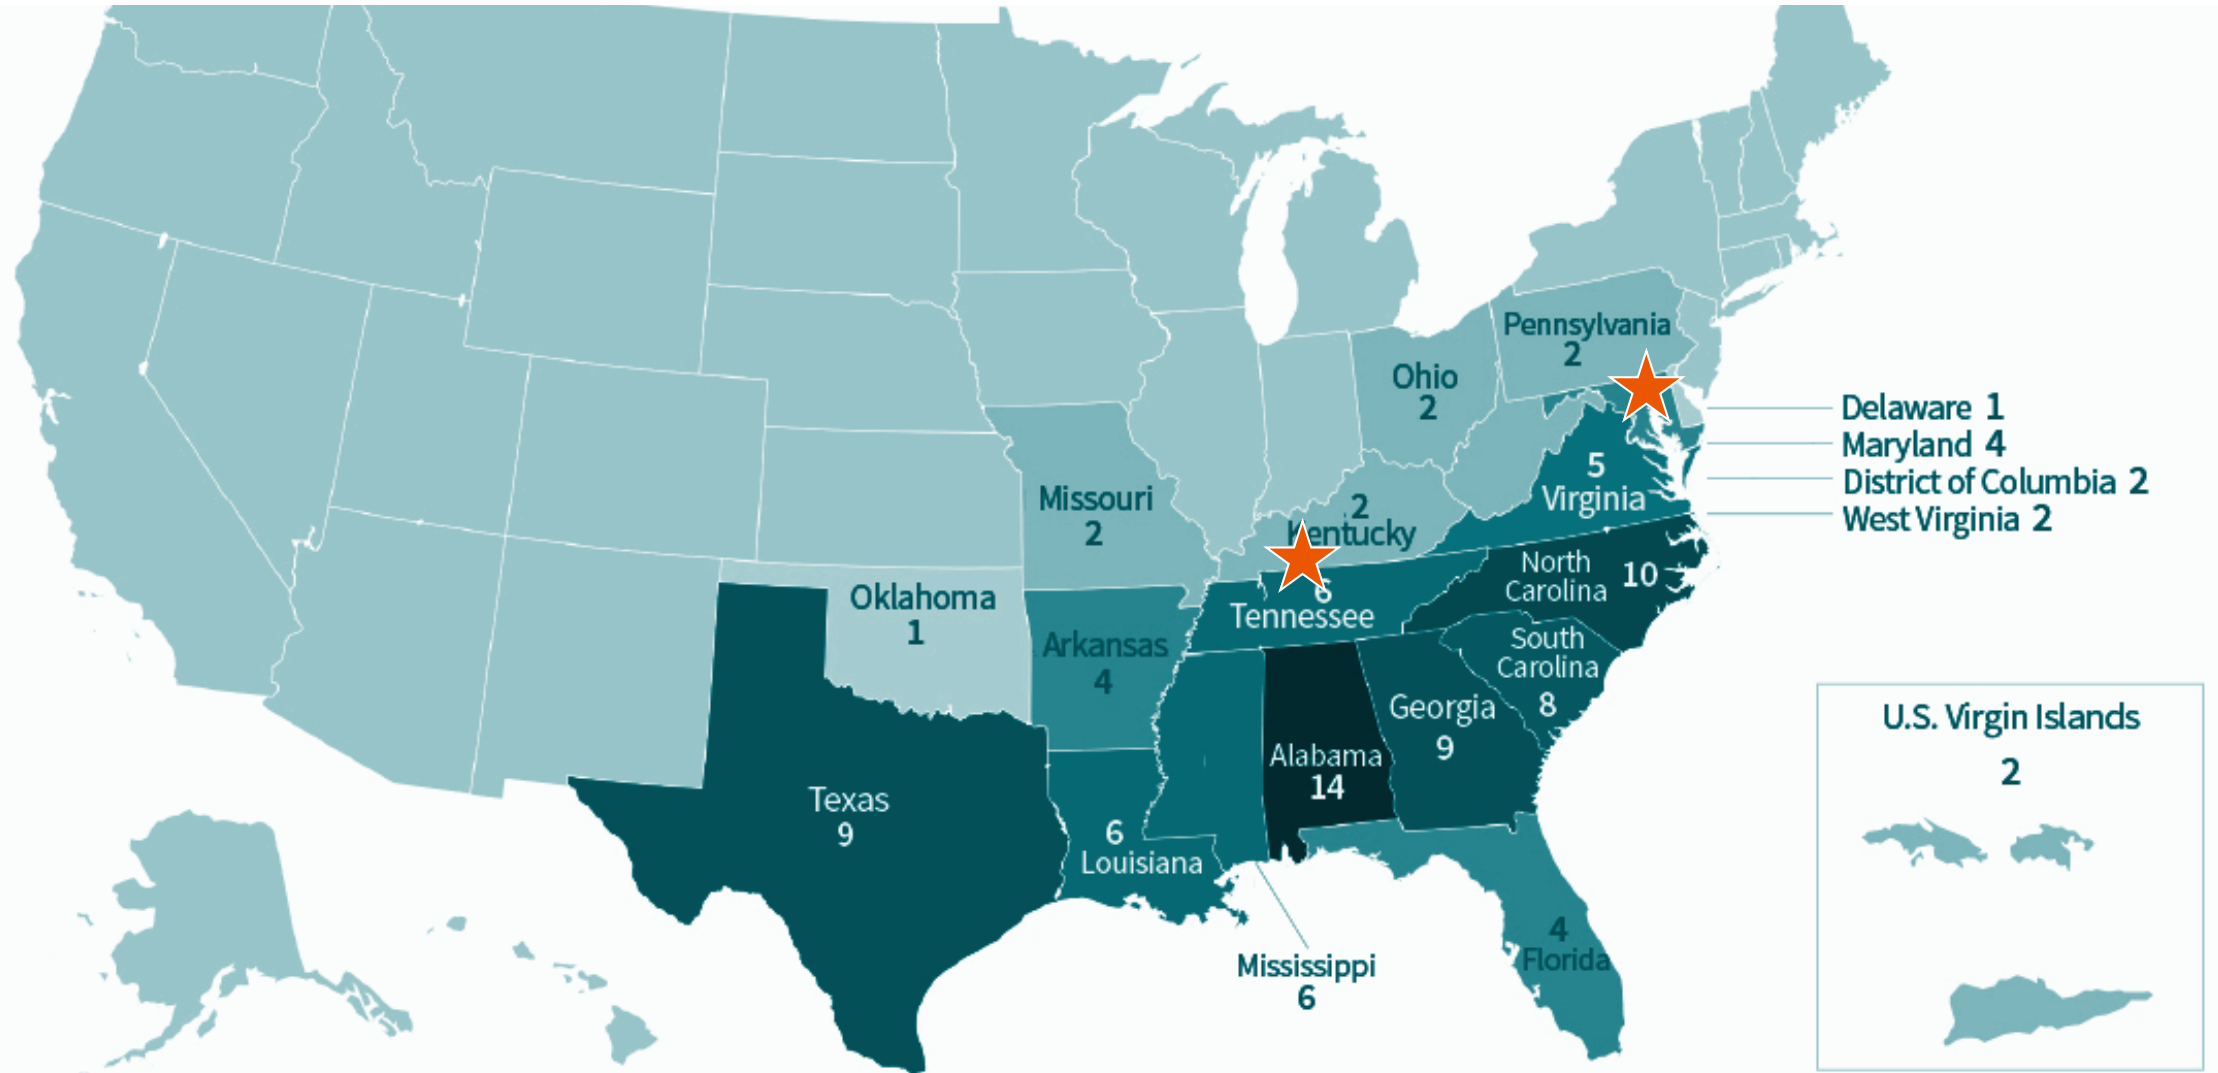 Pennsylvania
2
Ohio
2
Delaware 1
Maryland 4
District of Columbia 2
West Virginia 2
5
Virginia
Missouri
2
2
Kentucky
North
Carolina 10
6
Tennessee
Oklahoma
1
Arkansas
4
South
Carolina
8
Georgia
9
Alabama
14
Texas
9
6
Louisiana
Mississippi
6
4
Florida
U.S. Virgin Islands
2